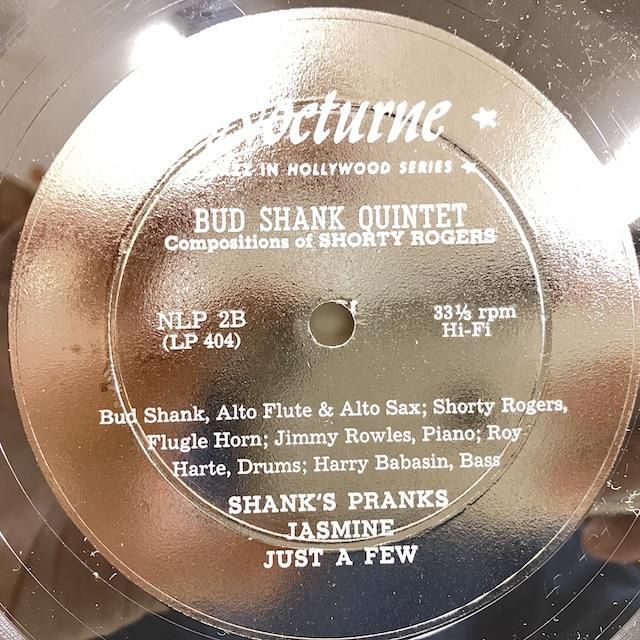 Nocturne
JAZZ IN HOLLYWOOD SERIES
BUD SHANK QUINTET
Compositions of SHORTY ROGERS
NLP 2B
(LP 404)
33⅓ rpm
Hi-Fi
Bud Shank, Alto Flute & Alto Sax; Shorty Rogers,
Flugle Horn; Jimmy Rowles, Piano; Roy
Harte, Drums; Harry Babasin, Bass
SHANK'S PRANKS
JASMINE
JUST A FEW